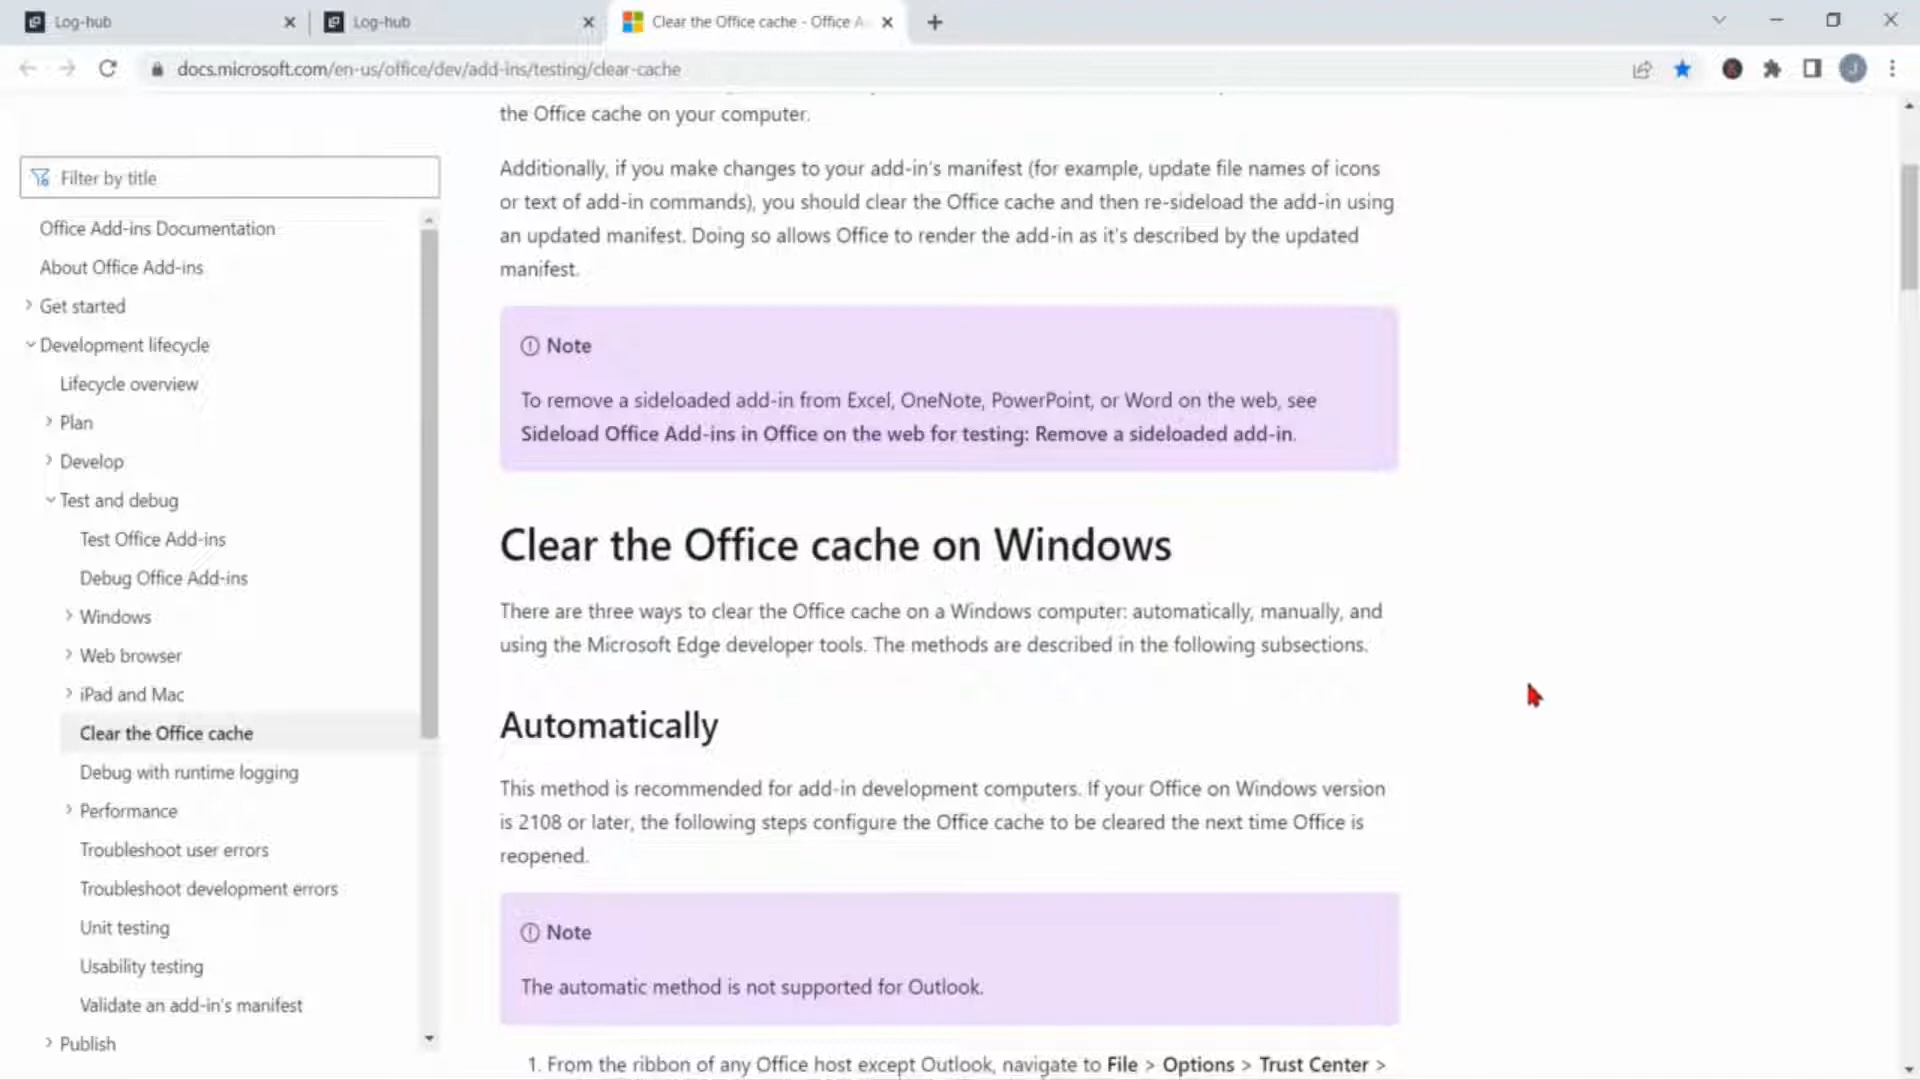 Log-hub
Log-hub
Clear the Office cache - Office A
docs.microsoft.com/en-us/office/dev/add-ins/testing/clear-cache
J
Filter by title
Office Add-ins Documentation
About Office Add-ins
Get started
Development lifecycle
Lifecycle overview
Plan
Develop
Test and debug
Test Office Add-ins
Debug Office Add-ins
Windows
Web browser
iPad and Mac
Clear the Office cache
Debug with runtime logging
Performance
Troubleshoot user errors
Troubleshoot development errors
Unit testing
Usability testing
Validate an add-in's manifest
Publish
the Office cache on your computer.
Additionally, if you make changes to your add-in's manifest (for example, update file names of icons
or text of add-in commands), you should clear the Office cache and then re-sideload the add-in using
an updated manifest. Doing so allows Office to render the add-in as it's described by the updated
manifest.
Note
To remove a sideloaded add-in from Excel, OneNote, PowerPoint, or Word on the web, see
Sideload Office Add-ins in Office on the web for testing: Remove a sideloaded add-in.
Clear the Office cache on Windows
There are three ways to clear the Office cache on a Windows computer: automatically, manually, and
using the Microsoft Edge developer tools. The methods are described in the following subsections.
Automatically
This method is recommended for add-in development computers. If your Office on Windows version
is 2108 or later, the following steps configure the Office cache to be cleared the next time Office is
reopened.
Note
The automatic method is not supported for Outlook.
1. From the ribbon of any Office host except Outlook, navigate to File > Options > Trust Center >